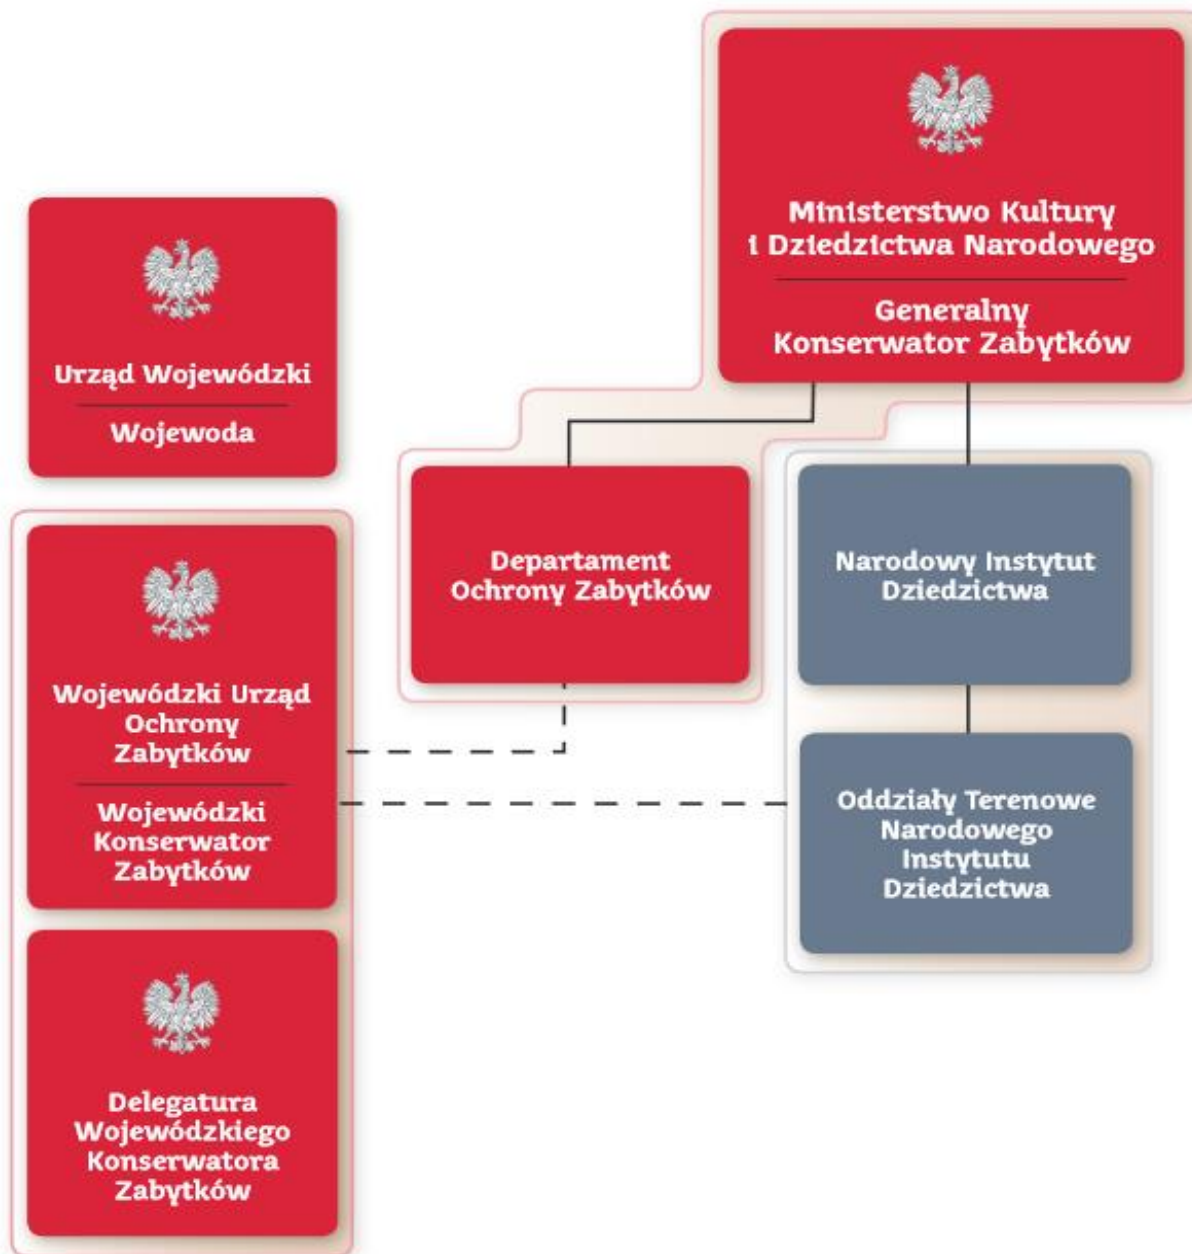 Ministerstwo Kultury
i Dziedzictwa Narodowego
Generalny
Konserwator Zabytków
Urząd Wojewódzki
Wojewoda
Departament
Ochrony Zabytków
Narodowy Instytut
Dziedzictwa
Wojewódzki Urząd
Ochrony
Zabytków
Wojewódzki
Konserwator
Zabytków
Oddziały Terenowe
Narodowego
Instytutu
Dziedzictwa
Delegatura
Wojewódzkiego
Konserwatora
Zabytków